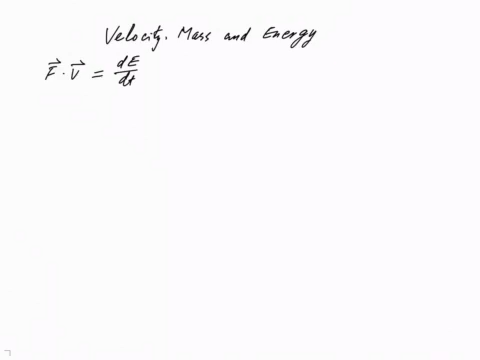 Velocity. Mass and Energy
F⃗ · V⃗ = dE/dt